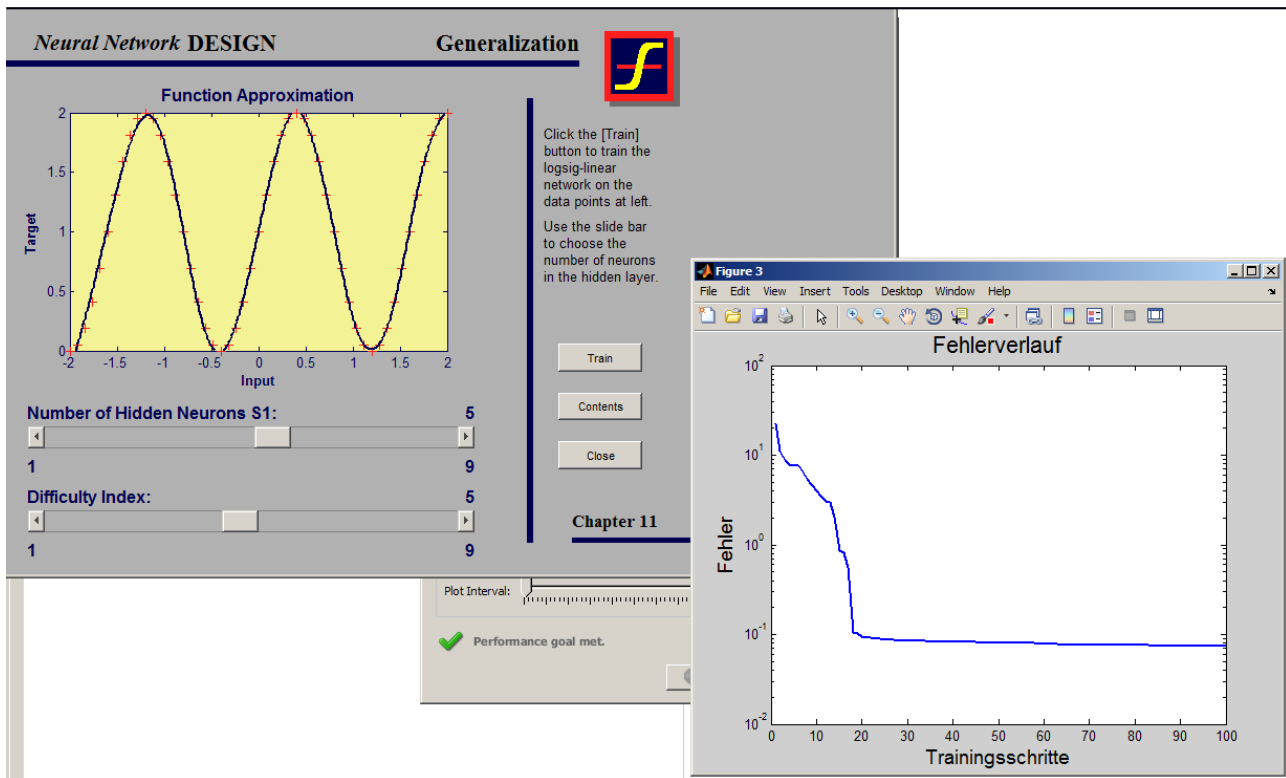 Neural Network DESIGN
Generalization
Function Approximation
2
1.5
1
0.5
0
Target
-2 -1.5 -1 -0.5 0 0.5 1 1.5 2
Input
Click the [Train]
button to train the
logsig-linear
network on the
data points at left.
Use the slide bar
to choose the
number of neurons
in the hidden layer.
Train
Contents
Close
Number of Hidden Neurons S1: 5
1 9
Difficulty Index: 5
1 9
Chapter 11
Plot Interval:
Performance goal met.
Figure 3
File Edit View Insert Tools Desktop Window Help
Fehlerverlauf
10^2
10^1
10^0
10^-1
10^-2
Fehler
0 10 20 30 40 50 60 70 80 90 100
Trainingsschritte